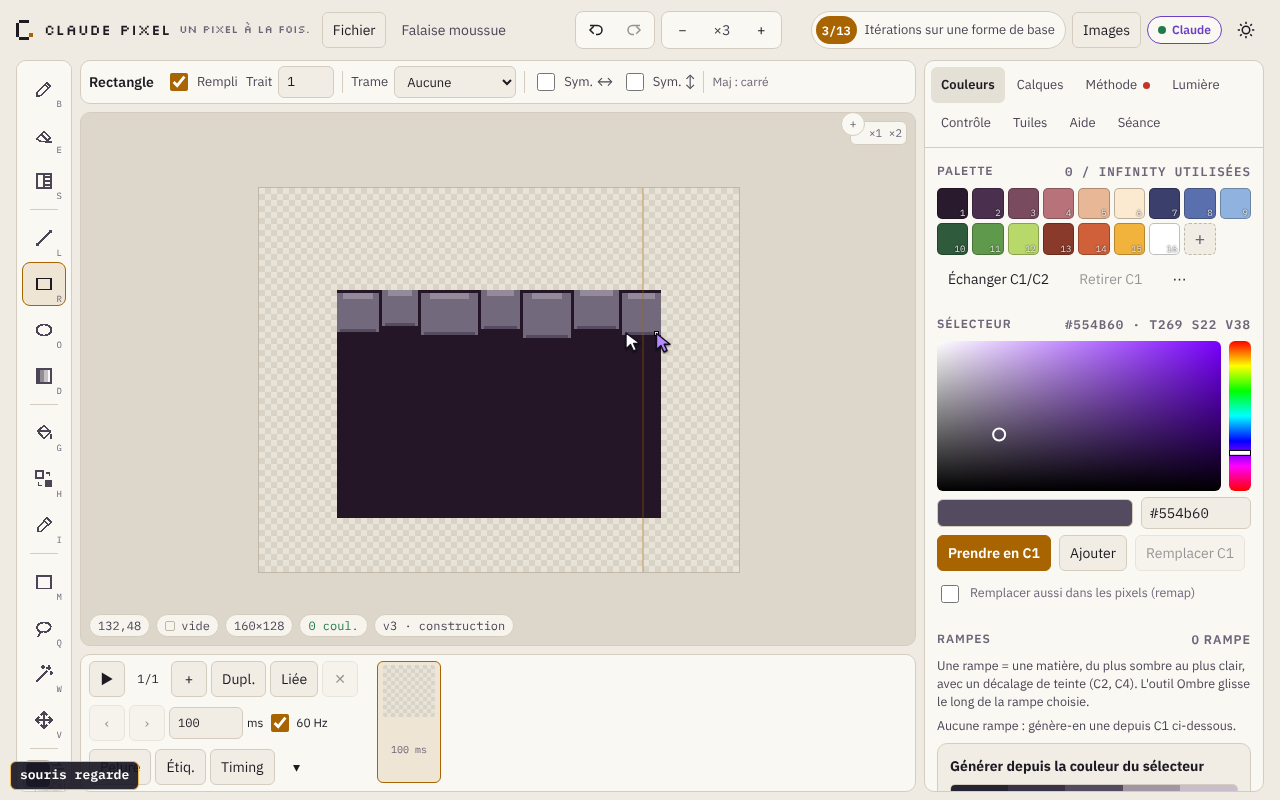 CLAUDE PIXEL UN PIXEL À LA FOIS. Fichier Falaise moussue − ×3 + 3/13 Itérations sur une forme de base Images Claude
Rectangle Rempli Trait 1 Trame Aucune Sym. ↔ Sym. ↕ Maj : carré
B
E
S
L
R
O
D
G
H
I
M
Q
W
V
+ ×1 ×2
132,48 vide 160×128 0 coul. v3 · construction
▶ 1/1 + Dupl. Liée ✕
‹ › 100 ms 60 Hz
Étiq. Timing ▼
100 ms
souris regarde
Couleurs Calques Méthode Lumière
Contrôle Tuiles Aide Séance
PALETTE 0 / INFINITY UTILISÉES
1 2 3 4 5 6 7 8 9
10 11 12 13 14 15 16 +
Échanger C1/C2 Retirer C1 ···
SÉLECTEUR #554B60 · T269 S22 V38
#554b60
Prendre en C1 Ajouter Remplacer C1
Remplacer aussi dans les pixels (remap)
RAMPES 0 RAMPE
Une rampe = une matière, du plus sombre au plus clair,
avec un décalage de teinte (C2, C4). L'outil Ombre glisse
le long de la rampe choisie.
Aucune rampe : génère-en une depuis C1 ci-dessous.
Générer depuis la couleur du sélecteur